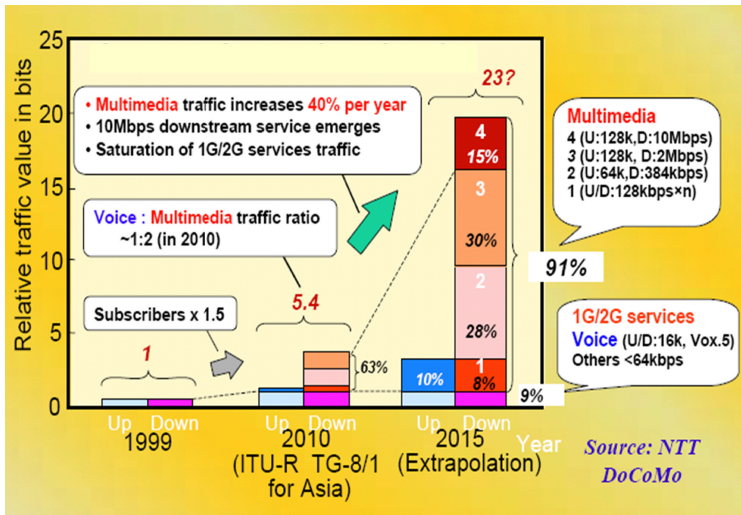 25
20
15
10
5
0
Relative traffic value in bits
• Multimedia traffic increases 40% per year
• 10Mbps downstream service emerges
• Saturation of 1G/2G services traffic
Voice : Multimedia traffic ratio
~1:2 (in 2010)
Subscribers x 1.5
1
5.4
23?
63%
4
15%
3
30%
2
28%
1
8%
10%
91%
9%
Multimedia
4 (U:128k,D:10Mbps)
3 (U:128k, D:2Mbps)
2 (U:64k,D:384kbps)
1 (U/D:128kbps×n)
1G/2G services
Voice (U/D:16k, Vox.5)
Others <64kbps
Up Down
1999
Up Down
2010
(ITU-R TG-8/1
for Asia)
Up Down
2015
(Extrapolation)
Year
Source: NTT
DoCoMo